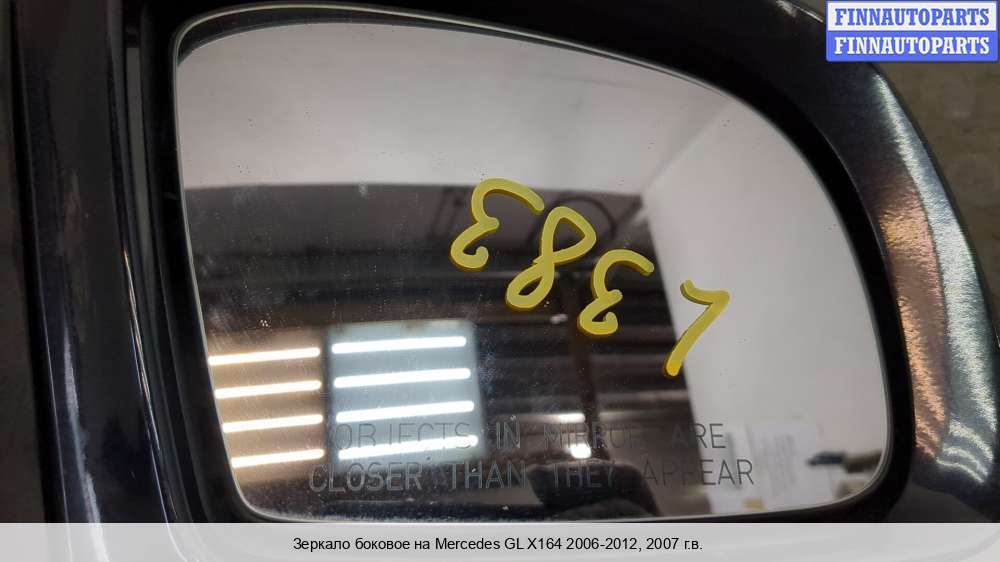 FINNAUTOPARTS
FINNAUTOPARTS
3831
OBJECTS IN MIRROR ARE
CLOSER THAN THEY APPEAR
Зеркало боковое на Mercedes GL X164 2006-2012, 2007 г.в.